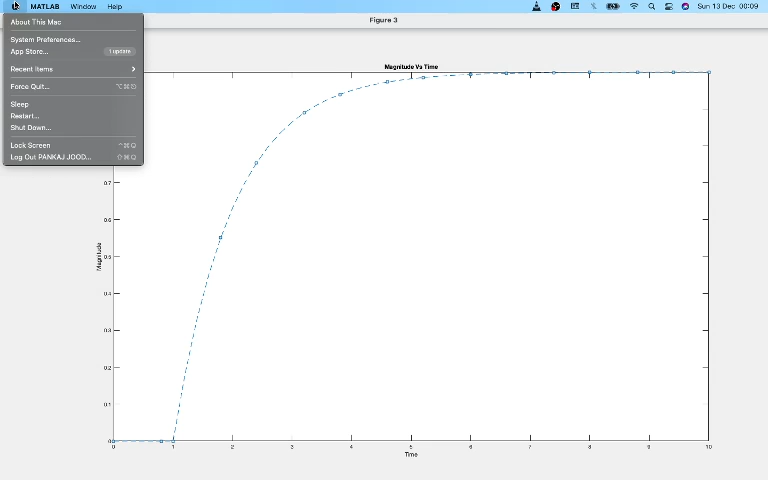 MATLAB Window Help Sun 13 Dec 00:09
Figure 3
About This Mac
System Preferences...
App Store... 1 update
Recent Items
Force Quit...
Sleep
Restart...
Shut Down...
Lock Screen ^⌘Q
Log Out PANKAJ JOOD... ⇧⌘Q
Magnitude Vs Time
0.7
0.6
0.5
0.4
0.3
0.2
0.1
0
Magnitude
0 1 2 3 4 5 6 7 8 9 10
Time